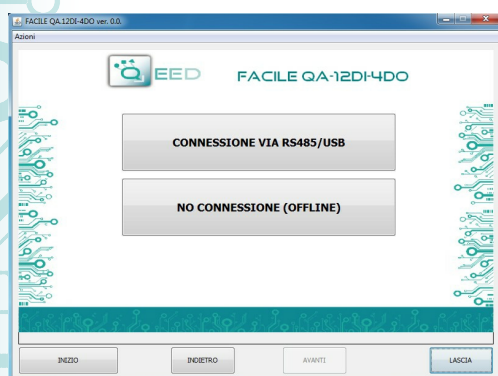 FACILE QA.12DI-4DO ver. 0.0.
Azioni
QEED
FACILE QA-12DI-4DO
CONNESSIONE VIA RS485/USB
NO CONNESSIONE (OFFLINE)
INIZIO
INDIETRO
AVANTI
LASCIA